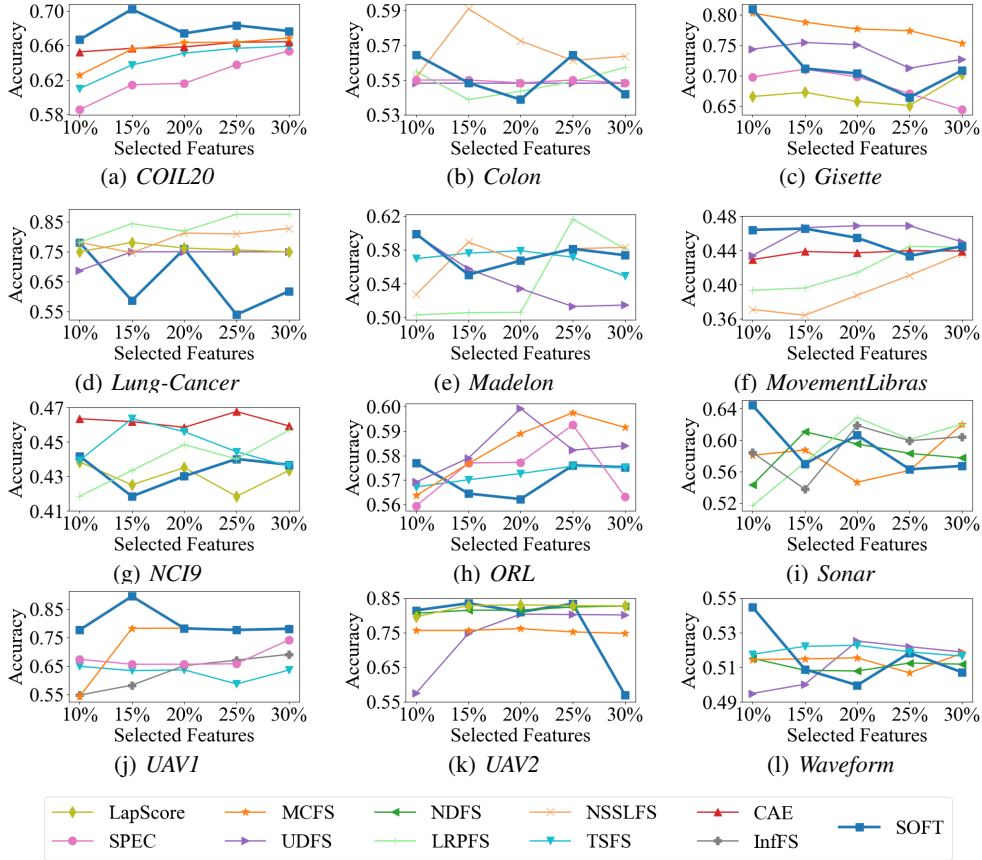 Accuracy
0.70
0.66
0.62
0.58
10% 15% 20% 25% 30%
Selected Features
(a) COIL20
Accuracy
0.59
0.57
0.55
0.53
10% 15% 20% 25% 30%
Selected Features
(b) Colon
Accuracy
0.80
0.75
0.70
0.65
10% 15% 20% 25% 30%
Selected Features
(c) Gisette
Accuracy
0.85
0.75
0.65
0.55
10% 15% 20% 25% 30%
Selected Features
(d) Lung-Cancer
Accuracy
0.62
0.58
0.54
0.50
10% 15% 20% 25% 30%
Selected Features
(e) Madelon
Accuracy
0.48
0.44
0.40
0.36
10% 15% 20% 25% 30%
Selected Features
(f) MovementLibras
Accuracy
0.47
0.45
0.43
0.41
10% 15% 20% 25% 30%
Selected Features
(g) NCI9
Accuracy
0.60
0.59
0.58
0.57
0.56
10% 15% 20% 25% 30%
Selected Features
(h) ORL
Accuracy
0.64
0.60
0.56
0.52
10% 15% 20% 25% 30%
Selected Features
(i) Sonar
Accuracy
0.85
0.75
0.65
0.55
10% 15% 20% 25% 30%
Selected Features
(j) UAV1
Accuracy
0.85
0.75
0.65
0.55
10% 15% 20% 25% 30%
Selected Features
(k) UAV2
Accuracy
0.55
0.53
0.51
0.49
10% 15% 20% 25% 30%
Selected Features
(l) Waveform
LapScore MCFS NDFS NSSLFS CAE SOFT
SPEC UDFS LRPFS TSFS InfFS